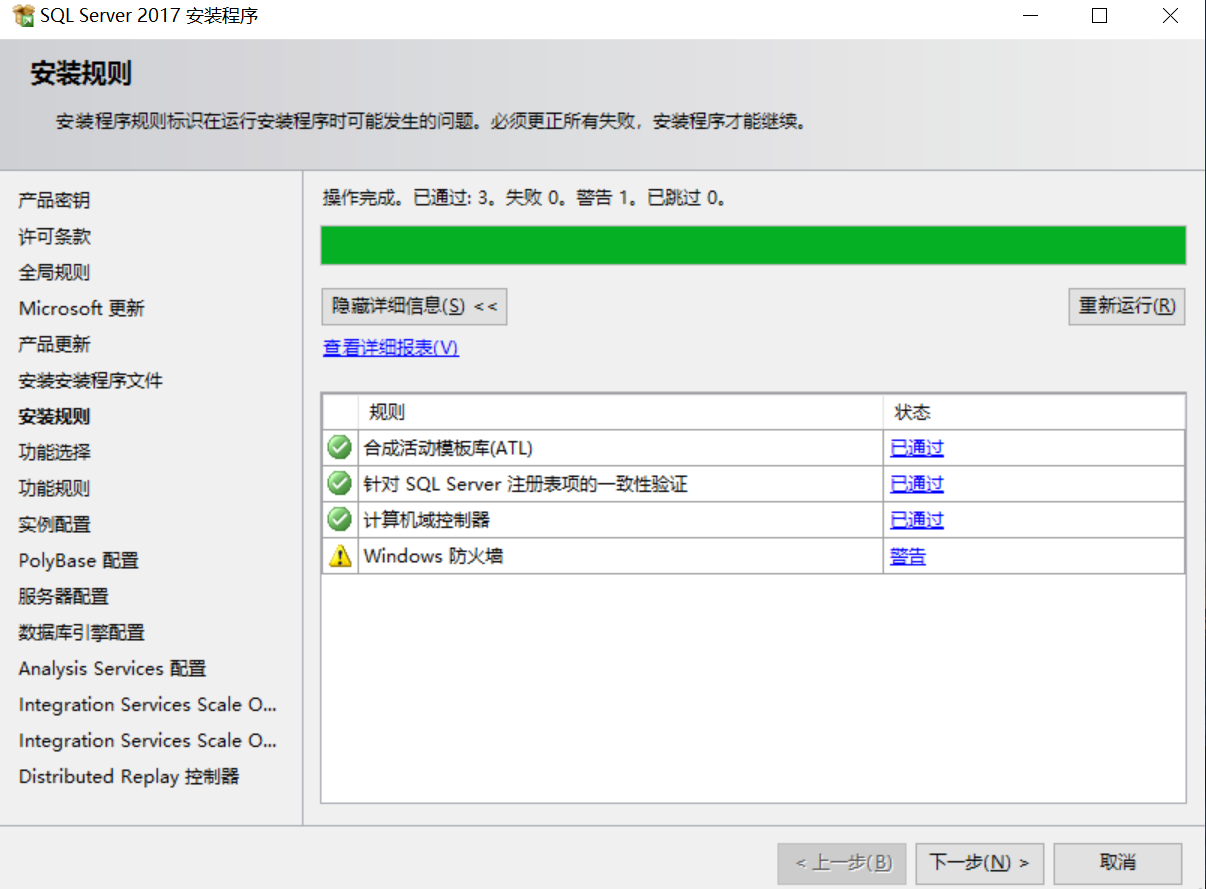 SQL Server 2017 安装程序
安装规则
安装程序规则标识在运行安装程序时可能发生的问题。必须更正所有失败，安装程序才能继续。
产品密钥
许可条款
全局规则
Microsoft 更新
产品更新
安装安装程序文件
安装规则
功能选择
功能规则
实例配置
PolyBase 配置
服务器配置
数据库引擎配置
Analysis Services 配置
Integration Services Scale O...
Integration Services Scale O...
Distributed Replay 控制器
操作完成。已通过: 3。失败 0。警告 1。已跳过 0。
隐藏详细信息(S) <<
重新运行(R)
查看详细报表(V)
规则 状态
合成活动模板库(ATL) 已通过
针对 SQL Server 注册表项的一致性验证 已通过
计算机域控制器 已通过
Windows 防火墙 警告
< 上一步(B) 下一步(N) > 取消